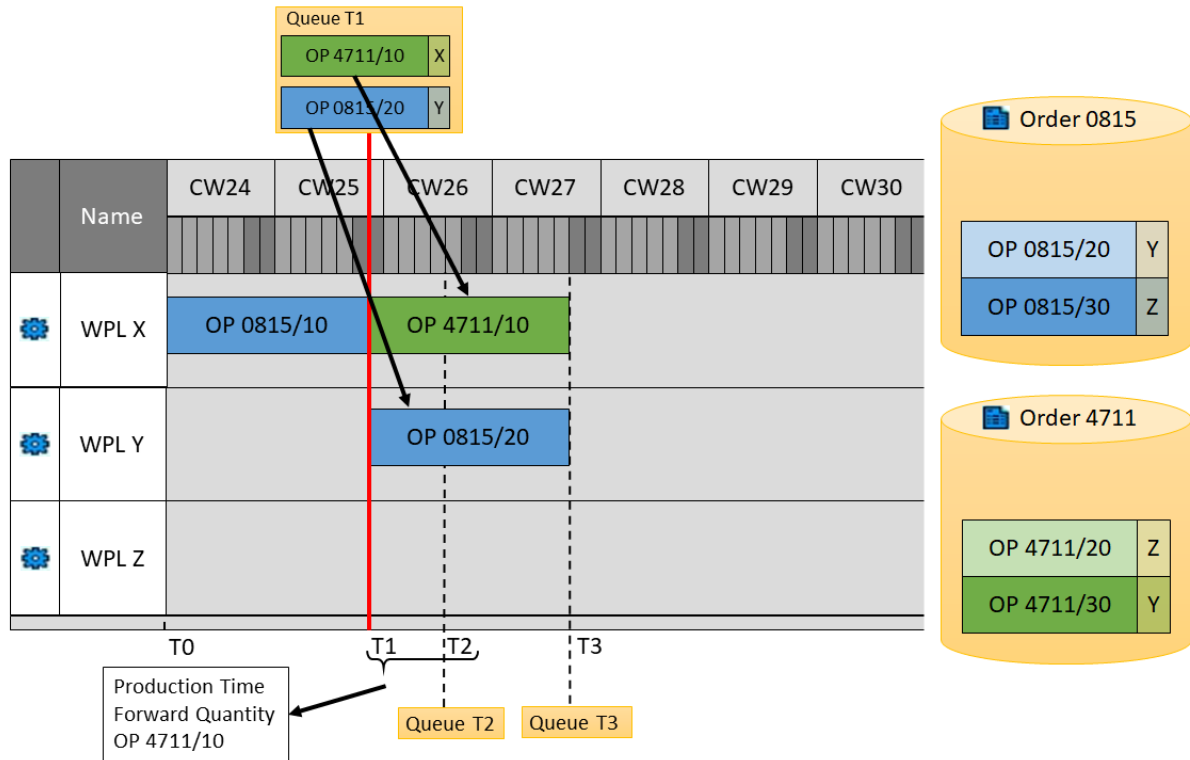 Queue T1
OP 4711/10 X
OP 0815/20 Y
Name CW24 CW25 CW26 CW27 CW28 CW29 CW30
WPL X OP 0815/10 OP 4711/10
WPL Y OP 0815/20
WPL Z
T0 T1 T2 T3
Production Time
Forward Quantity
OP 4711/10
Queue T2 Queue T3
Order 0815
OP 0815/20 Y
OP 0815/30 Z
Order 4711
OP 4711/20 Z
OP 4711/30 Y